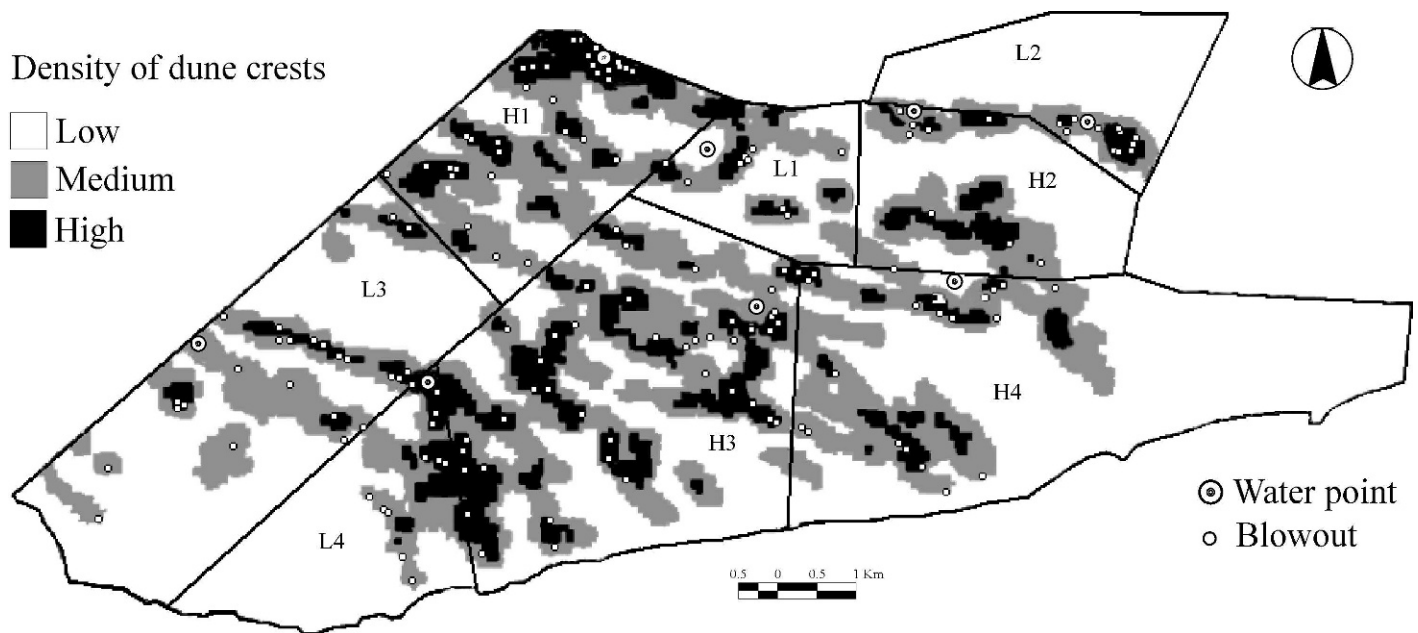 Density of dune crests
Low
Medium
High
L2
H1
L1
H2
L3
H4
H3
L4
Water point
Blowout
0.5 0 0.5 1 Km